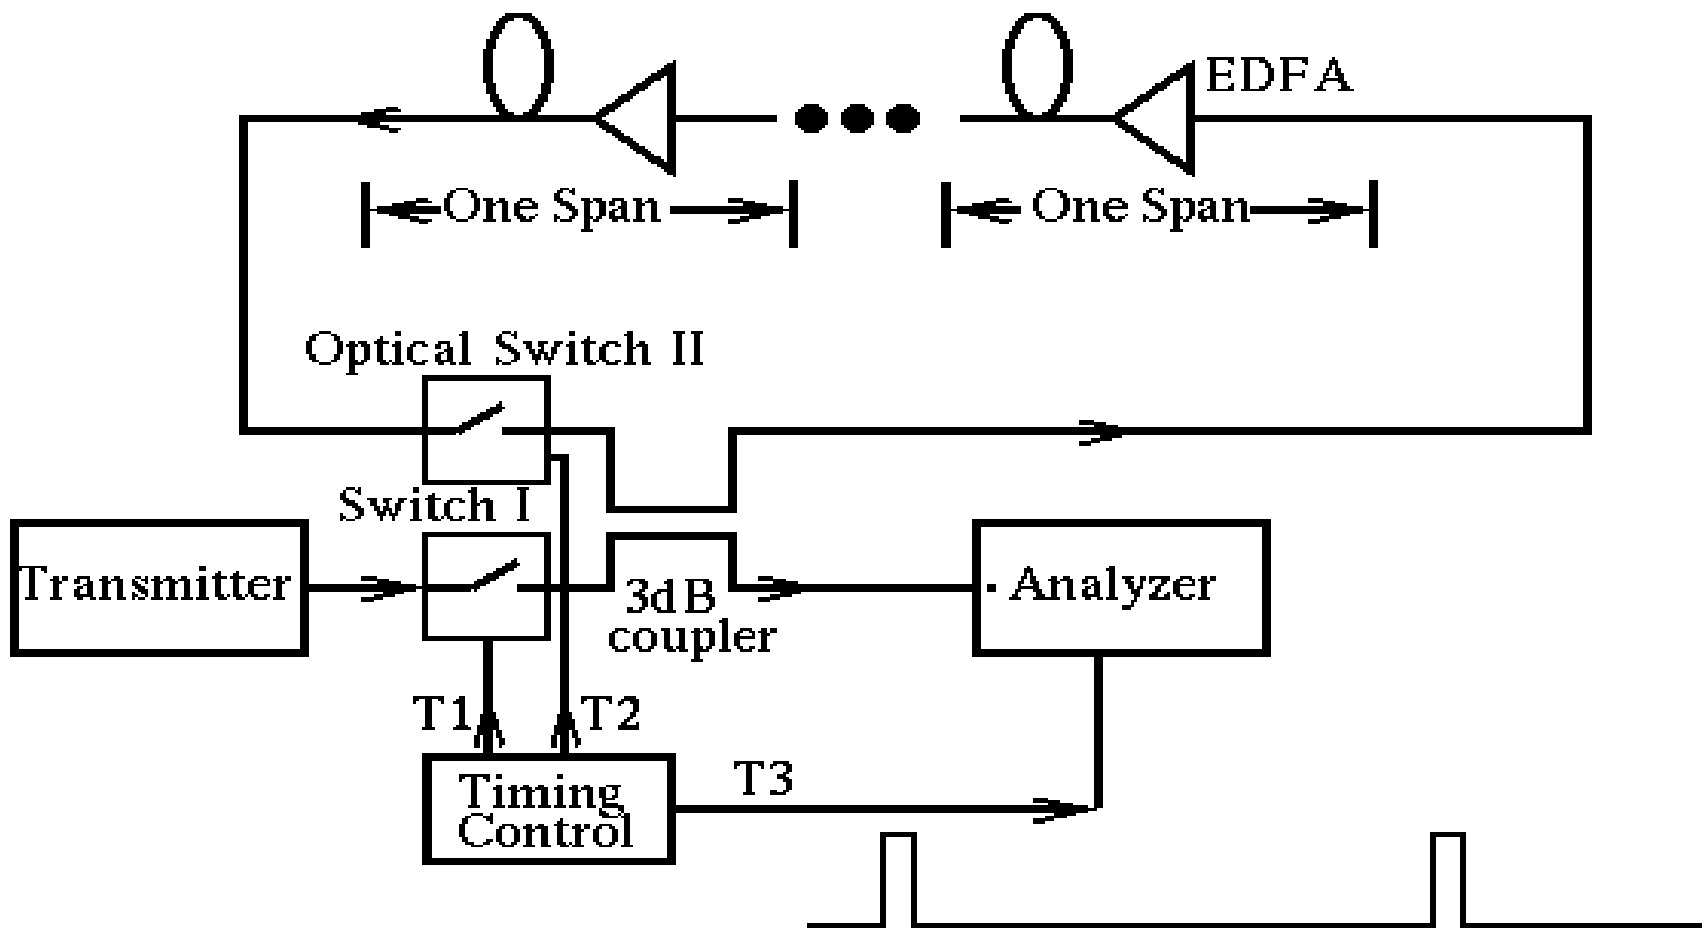 EDFA
One Span
One Span
Optical Switch II
Switch I
Transmitter
3dB
coupler
Analyzer
T1
T2
T3
Timing
Control